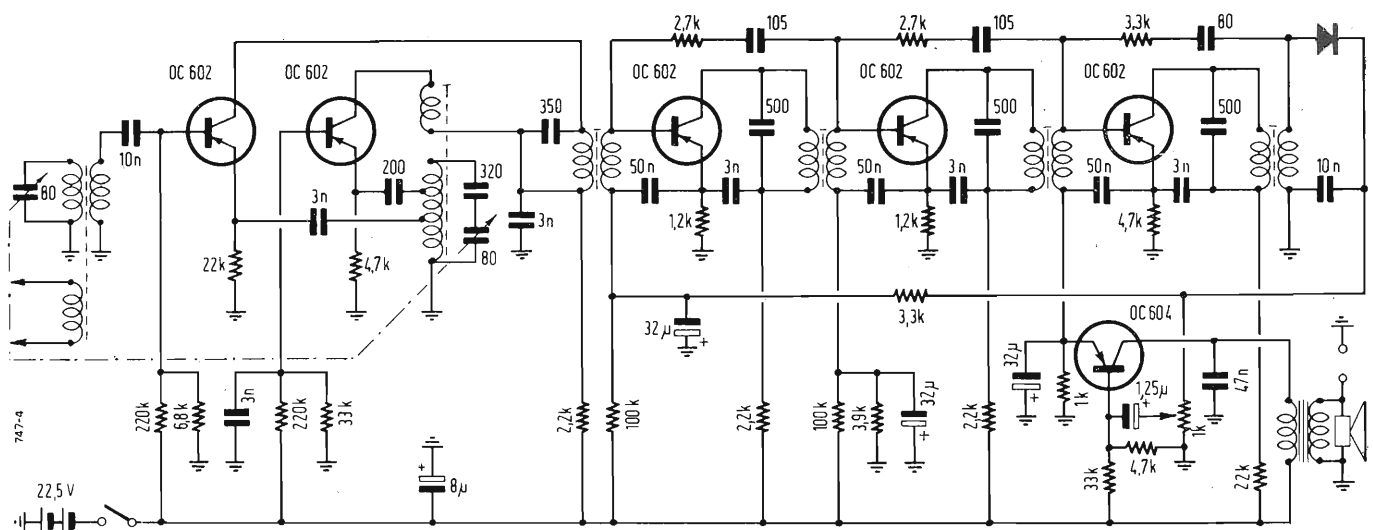 2,7k
105
2,7k
105
3,3k
80
OC 602
OC 602
OC 602
OC 602
OC 602
10n
350
500
500
500
80
200
320
50n
3n
50n
3n
50n
3n
10n
3n
3n
1,2k
1,2k
4,7k
22k
4,7k
80
3,3k
OC 604
32µ
+
32µ
+
1,25µ
+
47n
1k
1k
220k
6,8k
3n
220k
33k
2,2k
100k
2,2k
100k
3,9k
32µ
+
2,2k
4,7k
33k
22k
+
8µ
747-4
22,5 V